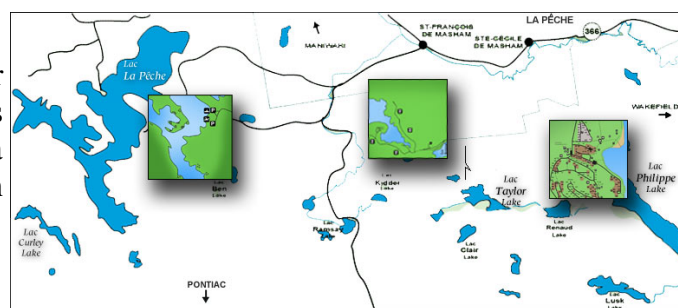 LA PÊCHE
ST-FRANÇOIS
DE MASHAM
STE-CÉCILE
DE MASHAM
366
MANIWAKI
Lac
La Pêche
WAKEFIELD
Lac
Ben
Lake
Lac
Kidder
Lake
Lac
Taylor
Lake
Lac
Philippe
Lake
Lac
Ramsay
Lake
Lac
Renaud
Lake
Lac
Clair
Lake
Lac
Curley
Lake
PONTIAC
Lac
Lusk
Lake